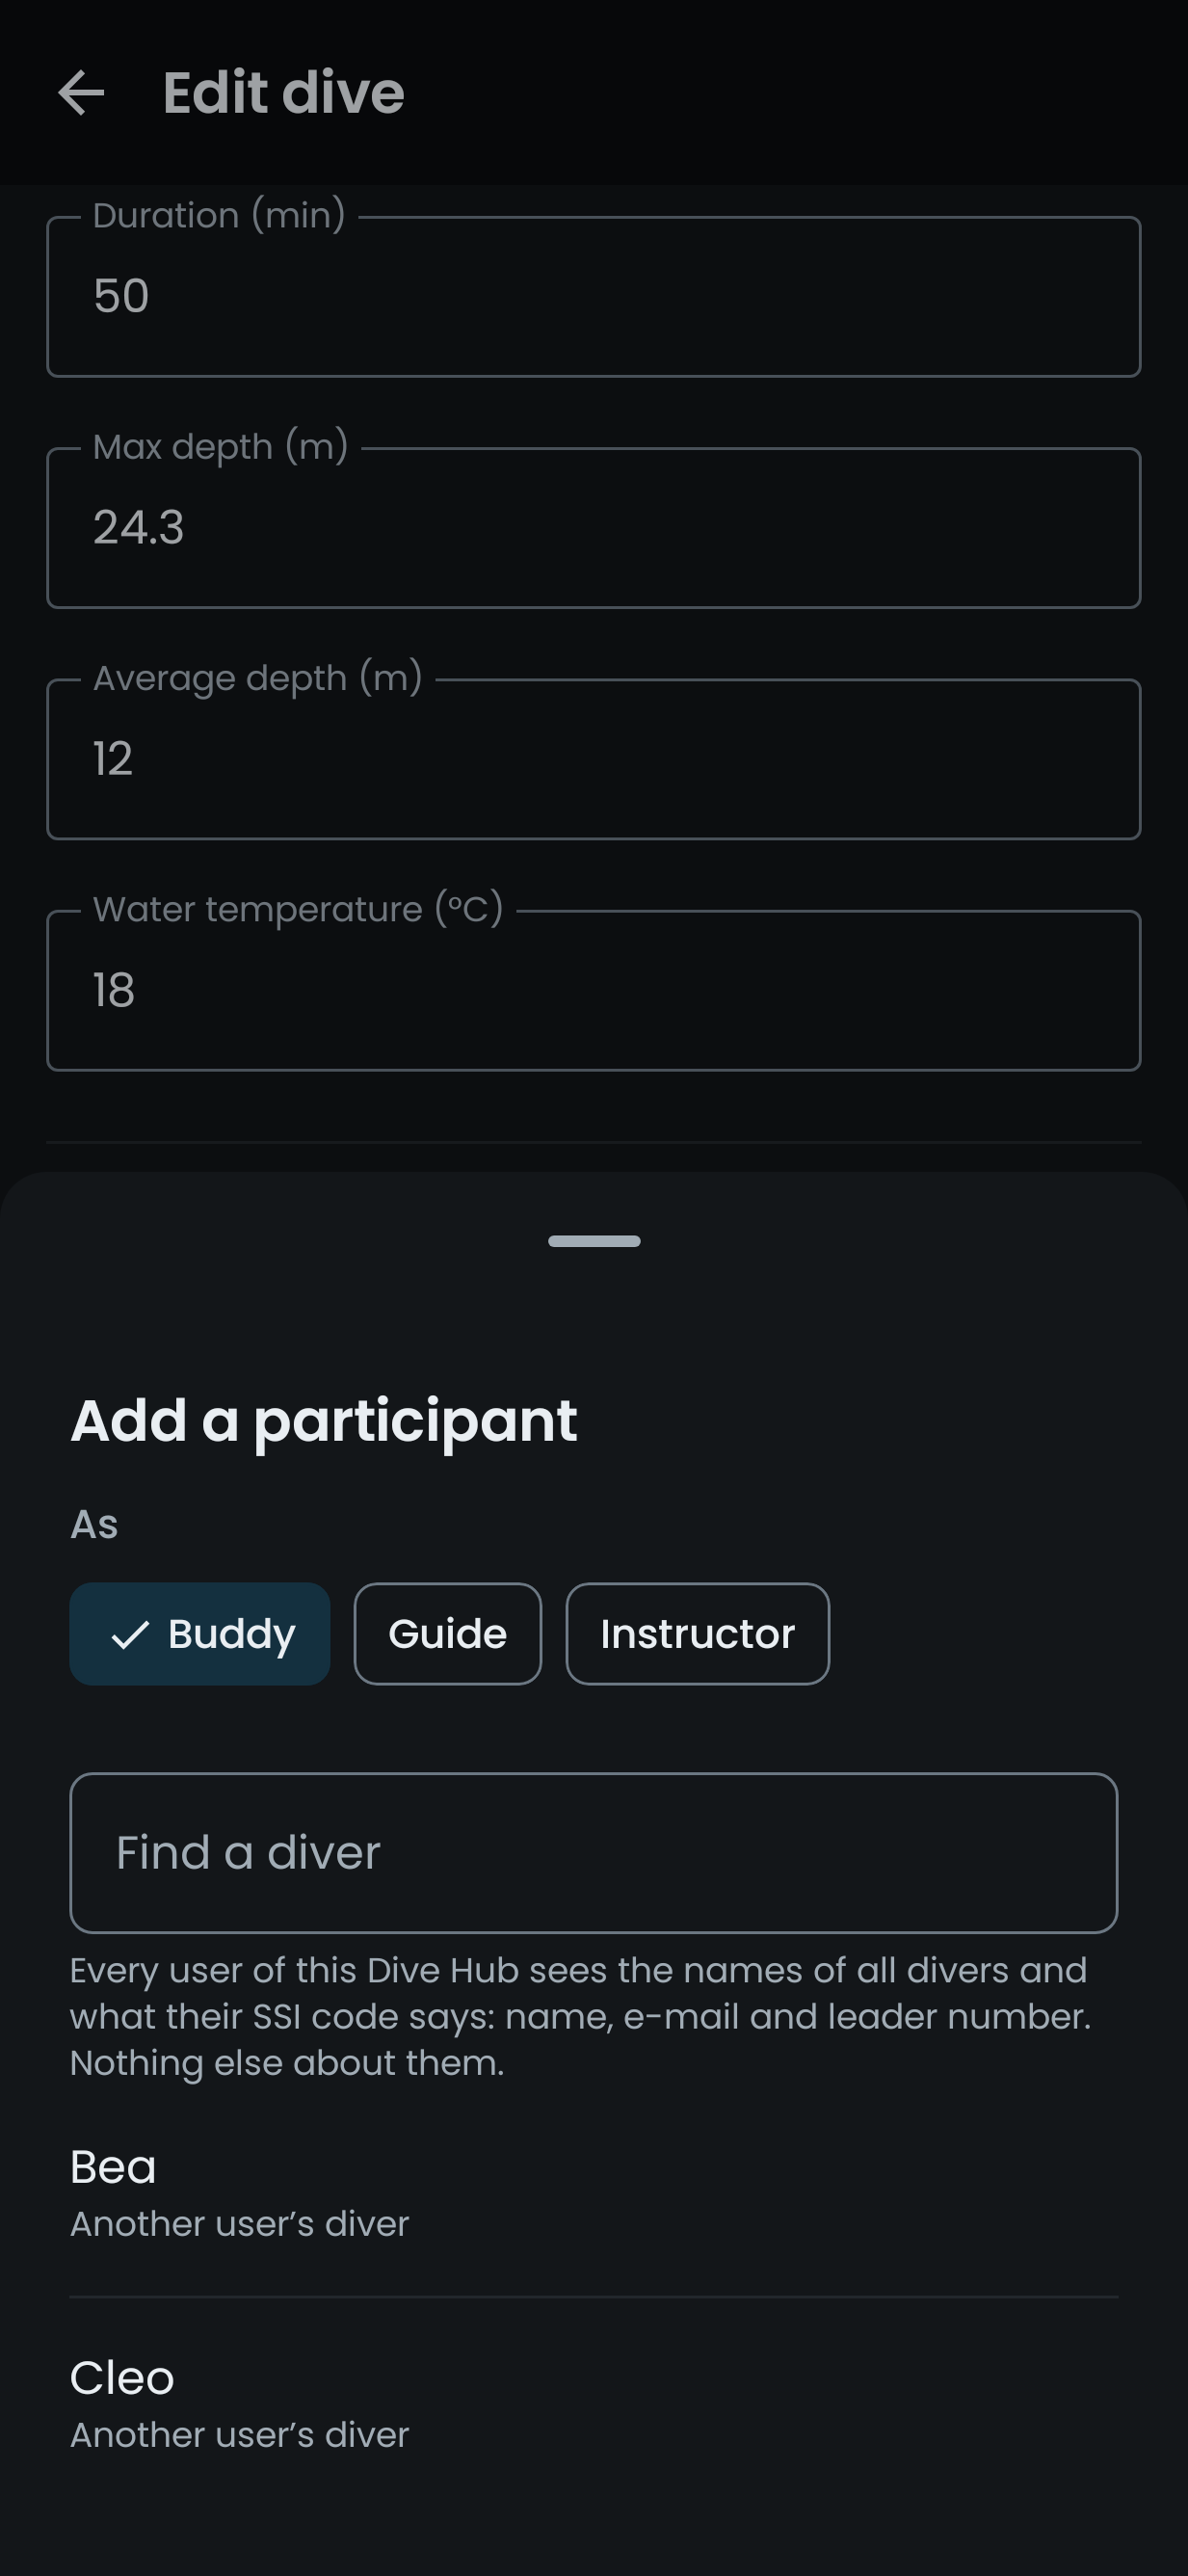 Edit dive
Duration (min)
50
Max depth (m)
24.3
Average depth (m)
12
Water temperature (°C)
18
Add a participant
As
Buddy Guide Instructor
Find a diver
Every user of this Dive Hub sees the names of all divers and
what their SSI code says: name, e-mail and leader number.
Nothing else about them.
Bea
Another user’s diver
Cleo
Another user’s diver